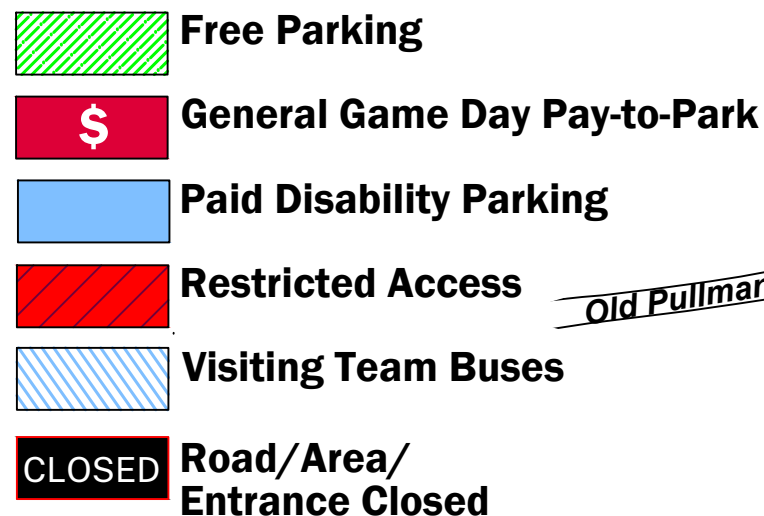 Free Parking
$
General Game Day Pay-to-Park
Paid Disability Parking
Restricted Access
Old
Visiting Team Buses
CLOSED
Road/Area/
Entrance Closed